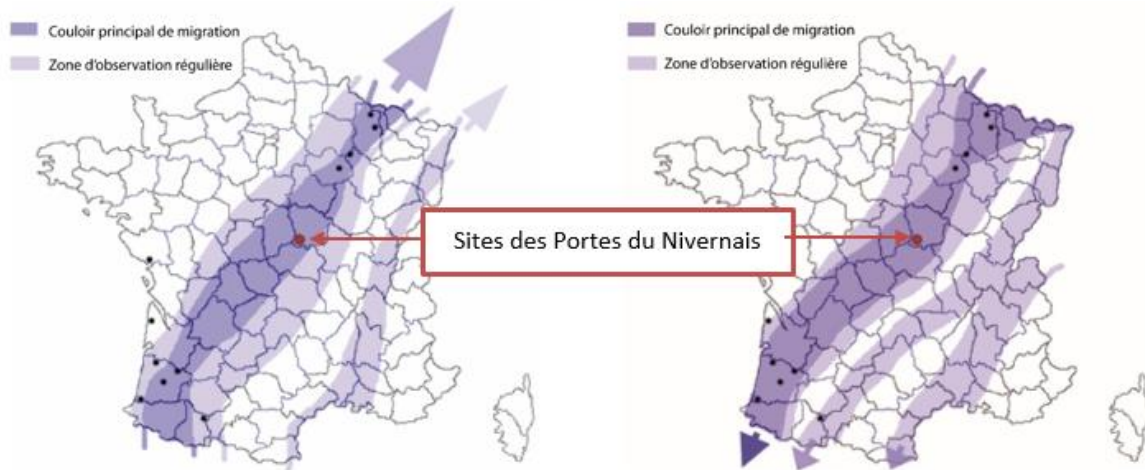 Couloir principal de migration
Zone d'observation régulière
Sites des Portes du Nivernais
Couloir principal de migration
Zone d'observation régulière